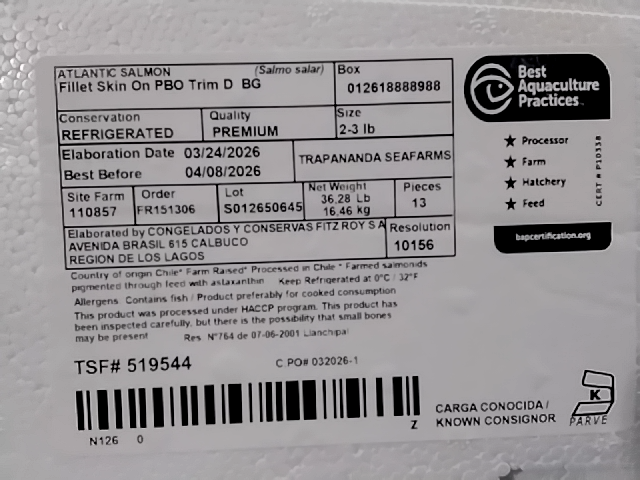 ATLANTIC SALMON (Salmo salar)
Fillet Skin On PBO Trim D BG
Box
012618888988
Conservation
REFRIGERATED
Quality
PREMIUM
Size
2-3 lb
Elaboration Date 03/24/2026
Best Before 04/08/2026
TRAPANANDA SEAFARMS
Site Farm
110857
Order
FR151306
Lot
S012650645
Net Weight
36,28 Lb
16,46 kg
Pieces
13
Elaborated by CONGELADOS Y CONSERVAS FITZ ROY S A
AVENIDA BRASIL 615 CALBUCO
REGION DE LOS LAGOS
Resolution
10156
Country of origin Chile* Farm Raised* Processed in Chile * Farmed salmonids
pigmented through feed with astaxanthin Keep Refrigerated at 0°C / 32°F
Allergens. Contains fish / Product preferably for cooked consumption
This product was processed under HACCP program. This product has
been inspected carefully, but there is the possibility that small bones
may be present Res. N°764 de 07-06-2001 Llanchipal
TSF# 519544
C PO# 032026-1
N126 0
Z
CARGA CONOCIDA /
KNOWN CONSIGNOR
K
PARVE
Best
Aquaculture
Practices
★ Processor
★ Farm
★ Hatchery
★ Feed
CERT # P10338
bapcertification.org